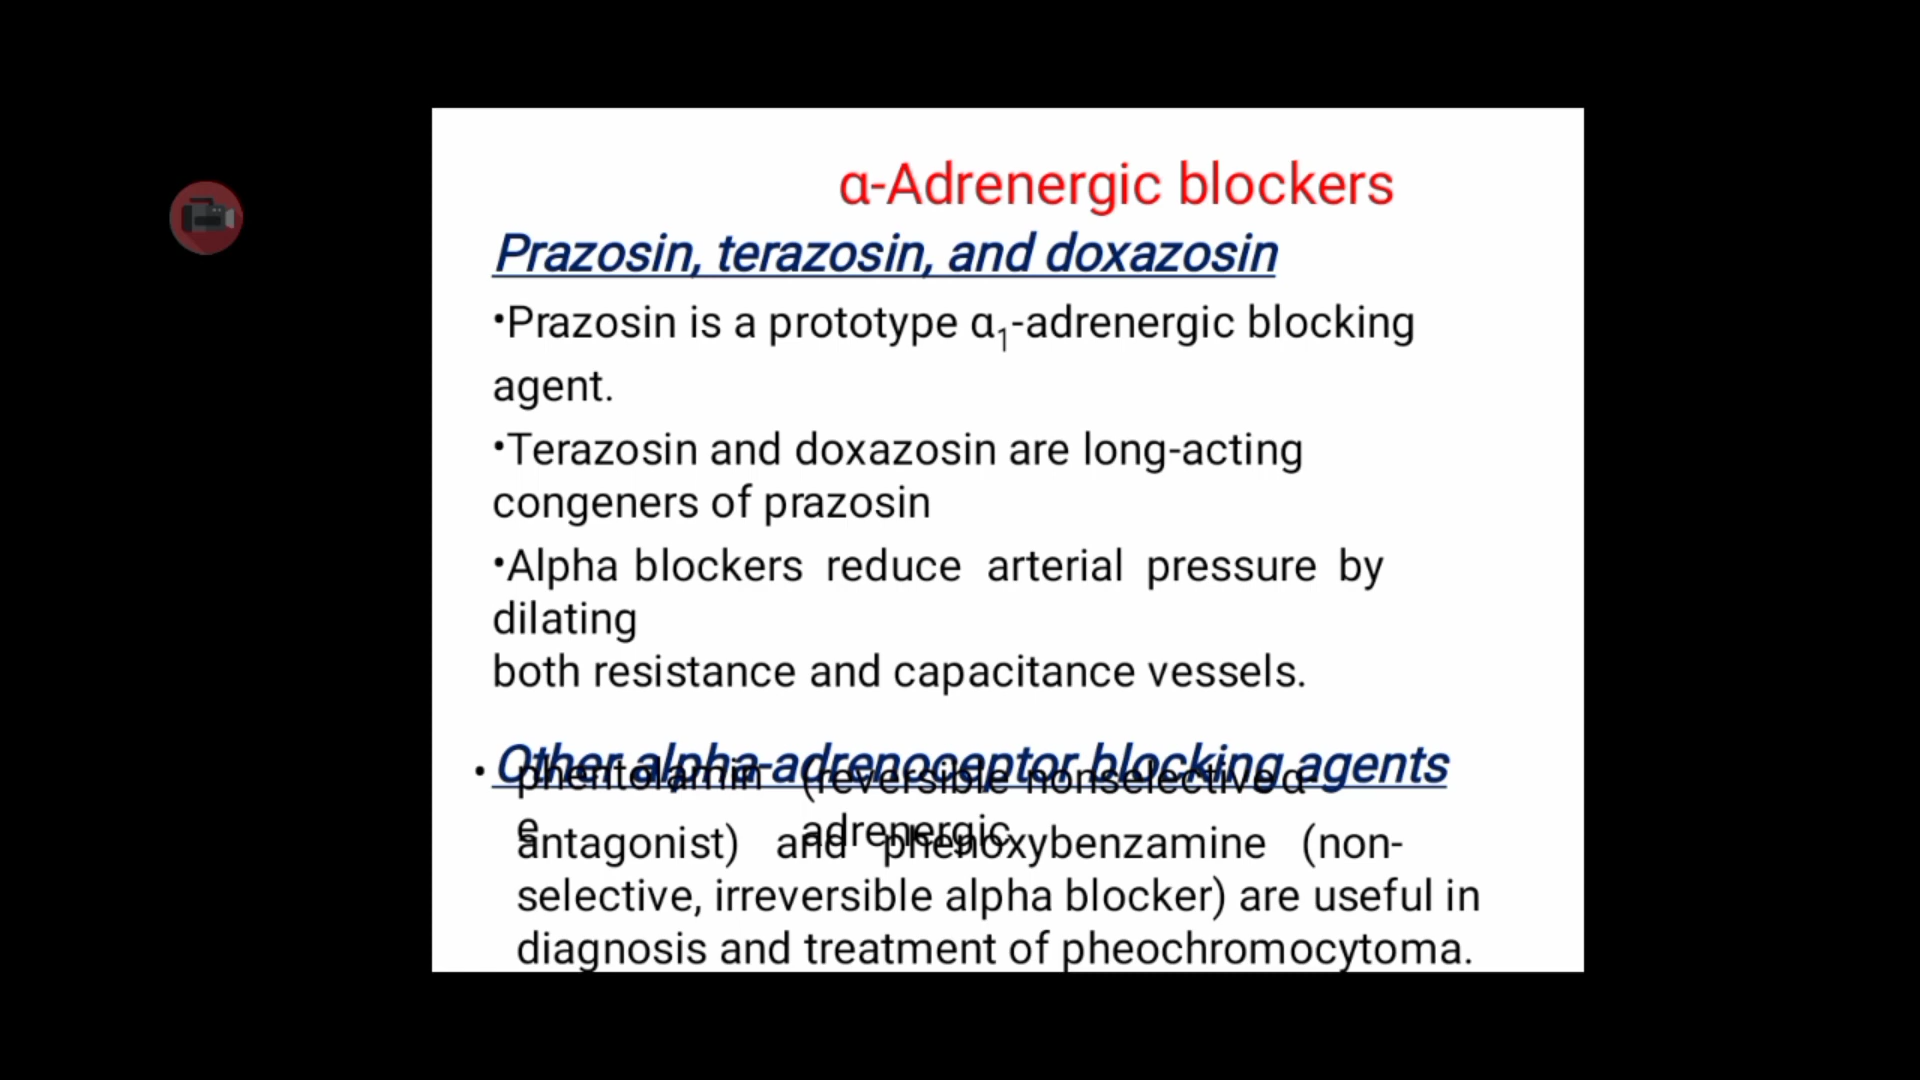 α-Adrenergic blockers
Prazosin, terazosin, and doxazosin
•Prazosin is a prototype α1-adrenergic blocking
agent.
•Terazosin and doxazosin are long-acting
congeners of prazosin
•Alpha blockers reduce arterial pressure by
dilating
both resistance and capacitance vessels.
Other alpha-adrenoceptor blocking agents
• phentolamin (reversible nonselective α-
e adrenergic
antagonist) and phenoxybenzamine (non-
selective, irreversible alpha blocker) are useful in
diagnosis and treatment of pheochromocytoma.